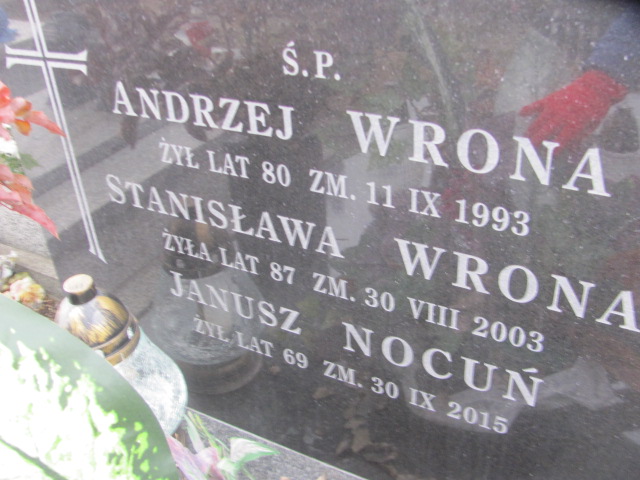 Ś.P.
ANDRZEJ WRONA
ŻYŁ LAT 80 ZM. 11 IX 1993
STANISŁAWA WRONA
ŻYŁA LAT 87 ZM. 30 VIII 2003
JANUSZ NOCUŃ
ŻYŁ LAT 69 ZM. 30 IX 2015